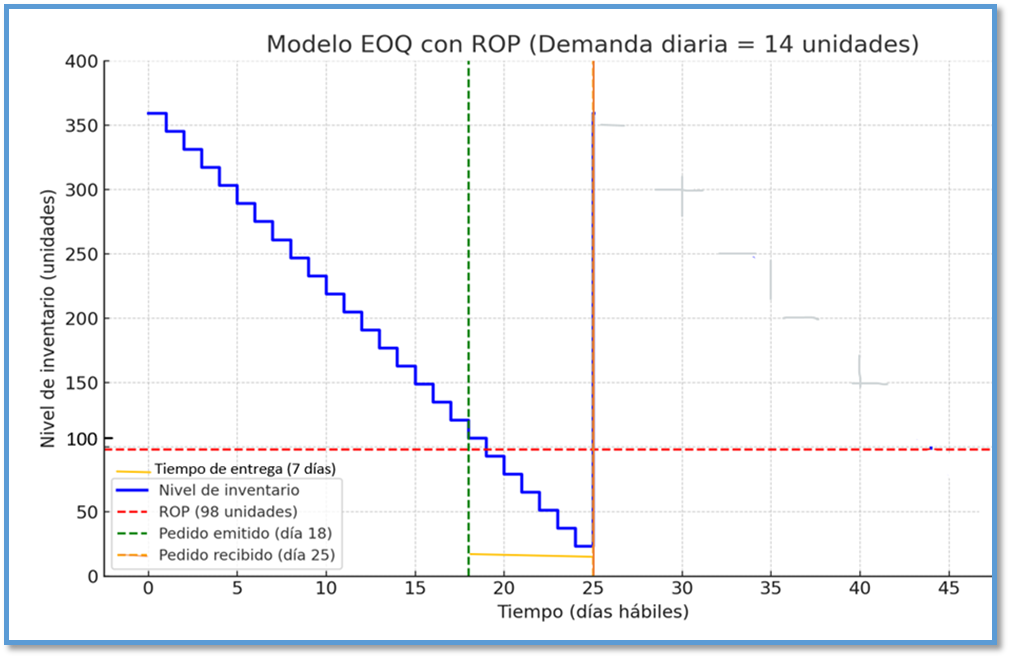 Modelo EOQ con ROP (Demanda diaria = 14 unidades)
400
350
300
250
200
150
100
50
0
Nivel de inventario (unidades)
Tiempo de entrega (7 días)
Nivel de inventario
ROP (98 unidades)
Pedido emitido (día 18)
Pedido recibido (día 25)
0 5 10 15 20 25 30 35 40 45
Tiempo (días hábiles)